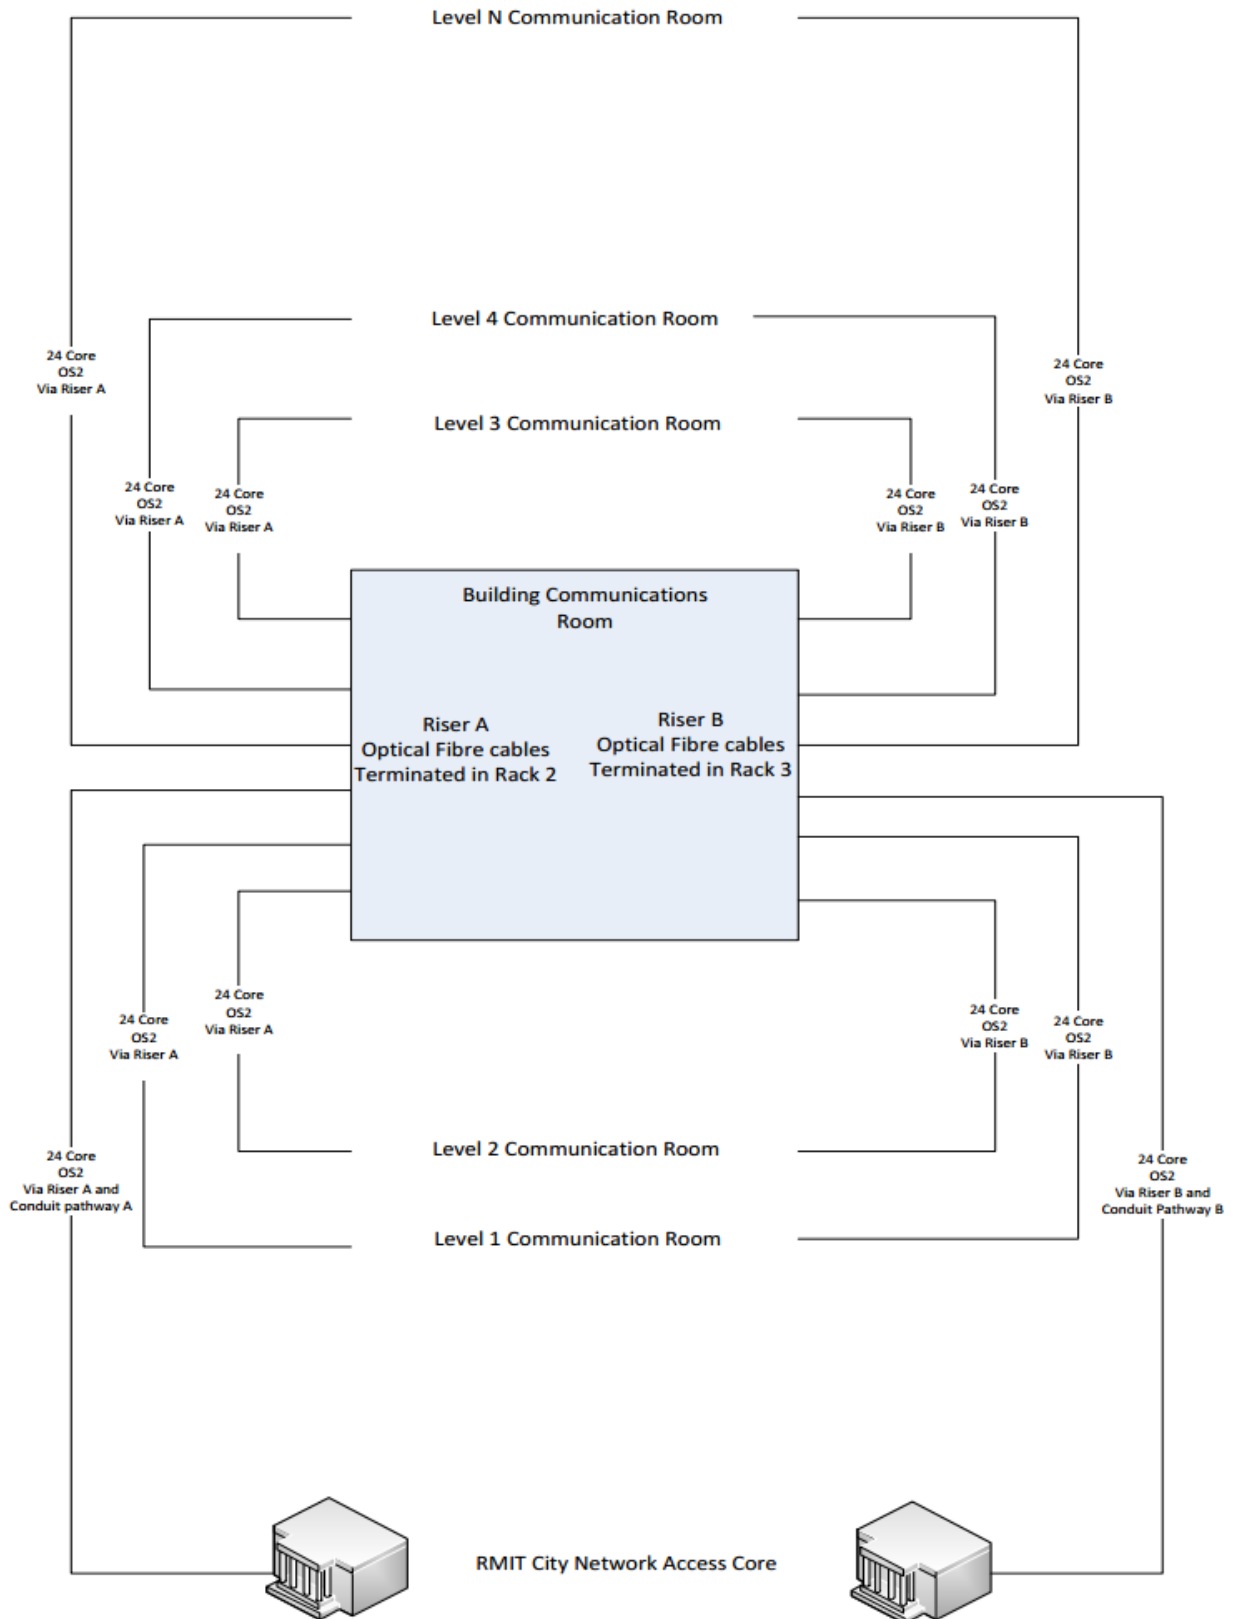 Level N Communication Room
Level 4 Communication Room
24 Core
OS2
Via Riser A
24 Core
OS2
Via Riser B
Level 3 Communication Room
24 Core
OS2
Via Riser A
24 Core
OS2
Via Riser A
24 Core
OS2
Via Riser B
24 Core
OS2
Via Riser B
Building Communications
Room
Riser A
Optical Fibre cables
Terminated in Rack 2
Riser B
Optical Fibre cables
Terminated in Rack 3
24 Core
OS2
Via Riser A
24 Core
OS2
Via Riser A
24 Core
OS2
Via Riser B
24 Core
OS2
Via Riser B
Level 2 Communication Room
24 Core
OS2
Via Riser A and
Conduit pathway A
24 Core
OS2
Via Riser B and
Conduit Pathway B
Level 1 Communication Room
RMIT City Network Access Core